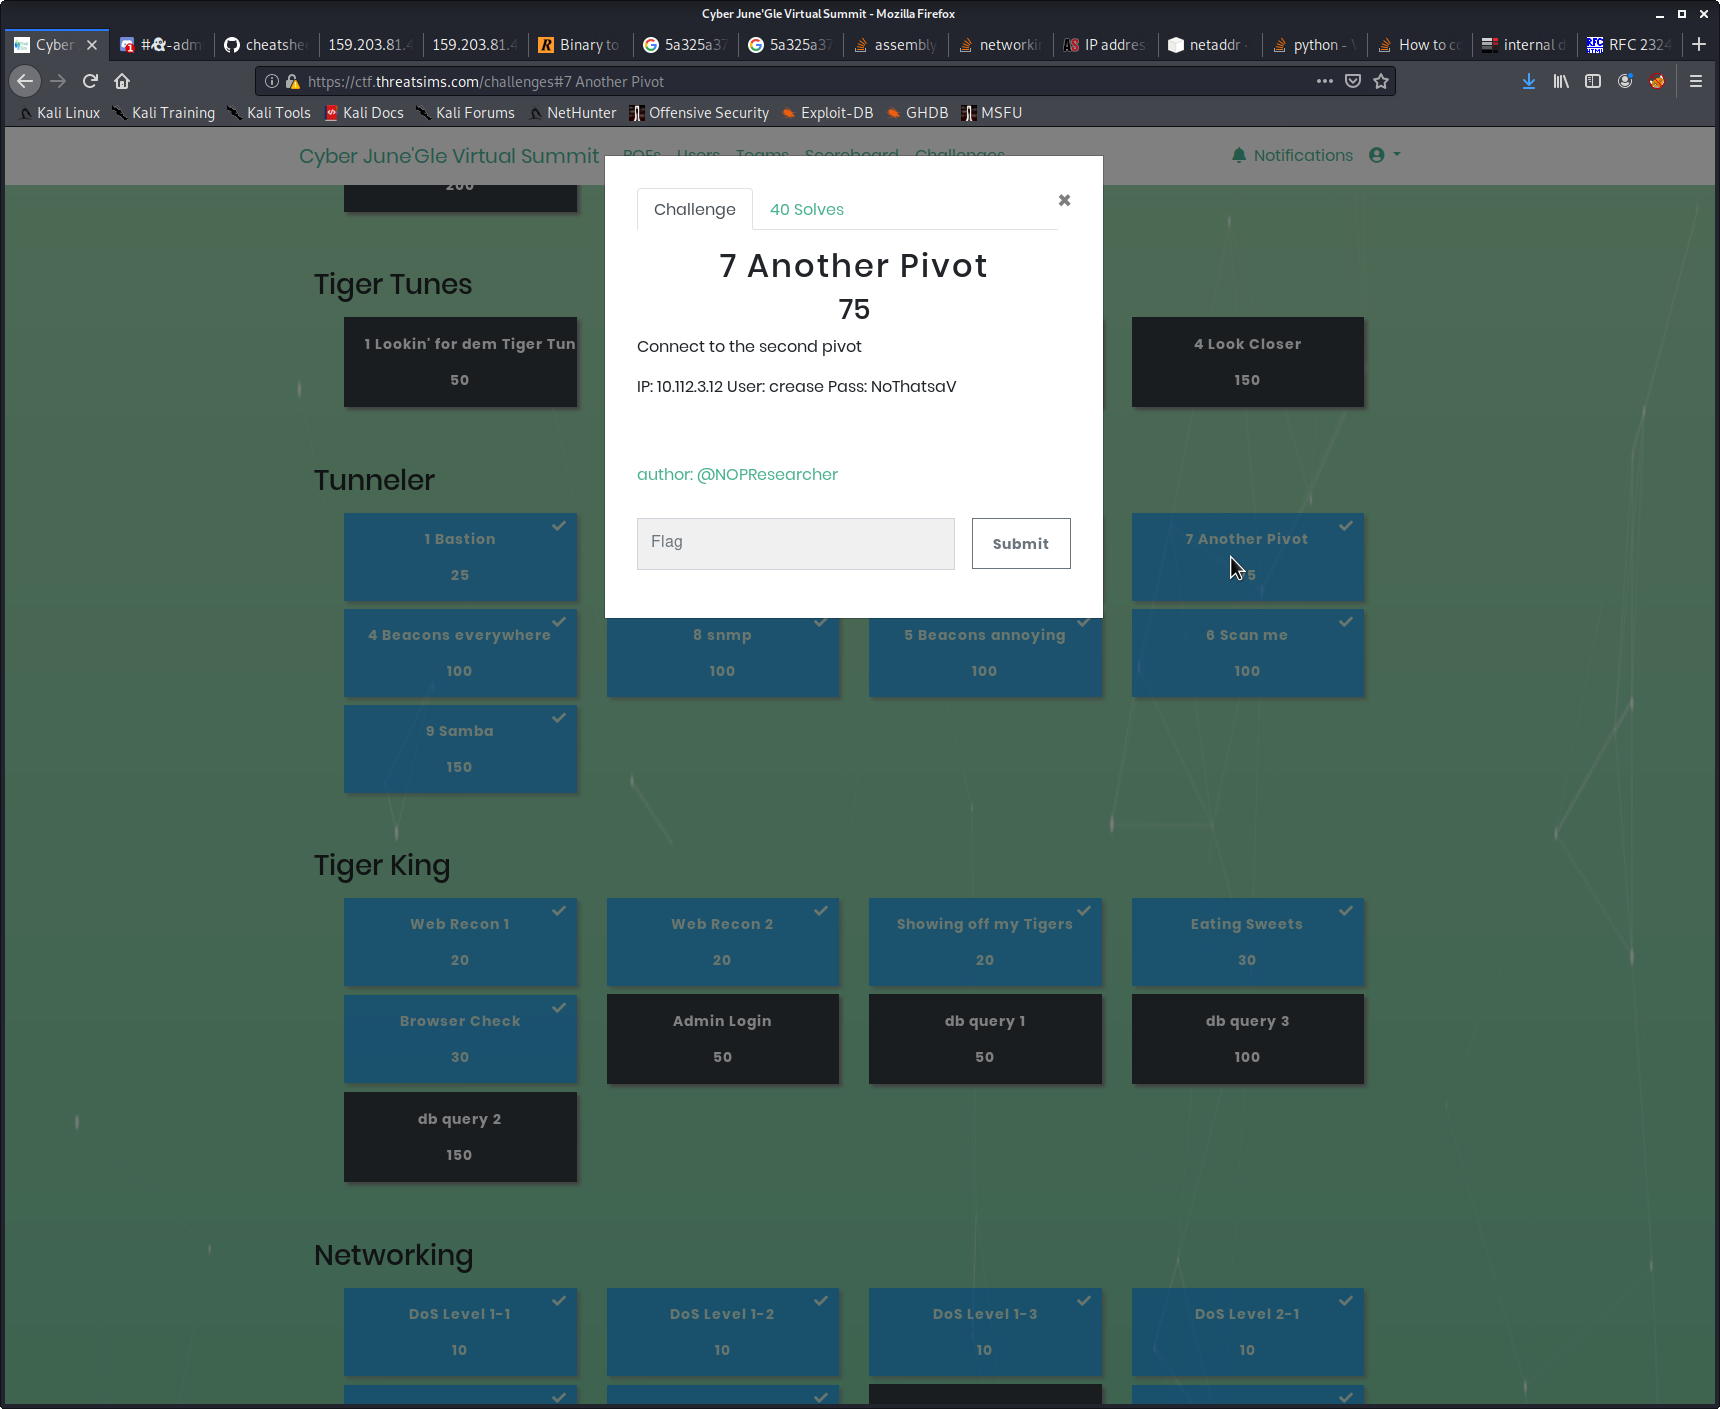 Cyber June'Gle Virtual Summit - Mozilla Firefox
Cyber
cheatshe
159.203.81.4
159.203.81.4
Binary to
5a325a37
5a325a37
assembly
networki
IP addres
netaddr
python -
How to c
internal d
RFC 2324
https://ctf.threatsims.com/challenges#7 Another Pivot
Kali Linux Kali Training Kali Tools Kali Docs Kali Forums NetHunter Offensive Security Exploit-DB GHDB MSFU
Cyber June'Gle Virtual Summit POEs Users Teams Scoreboard Challenges Notifications
200
Challenge 40 Solves
7 Another Pivot
75
Connect to the second pivot
IP: 10.112.3.12 User: crease Pass: NoThatsaV
author: @NOPResearcher
Flag
Submit
Tiger Tunes
1 Lookin' for dem Tiger Tun
50
4 Look Closer
150
Tunneler
1 Bastion
25
7 Another Pivot
5
4 Beacons everywhere
100
8 snmp
100
5 Beacons annoying
100
6 Scan me
100
9 Samba
150
Tiger King
Web Recon 1
20
Web Recon 2
20
Showing off my Tigers
20
Eating Sweets
30
Browser Check
30
Admin Login
50
db query 1
50
db query 3
100
db query 2
150
Networking
DoS Level 1-1
10
DoS Level 1-2
10
DoS Level 1-3
10
DoS Level 2-1
10